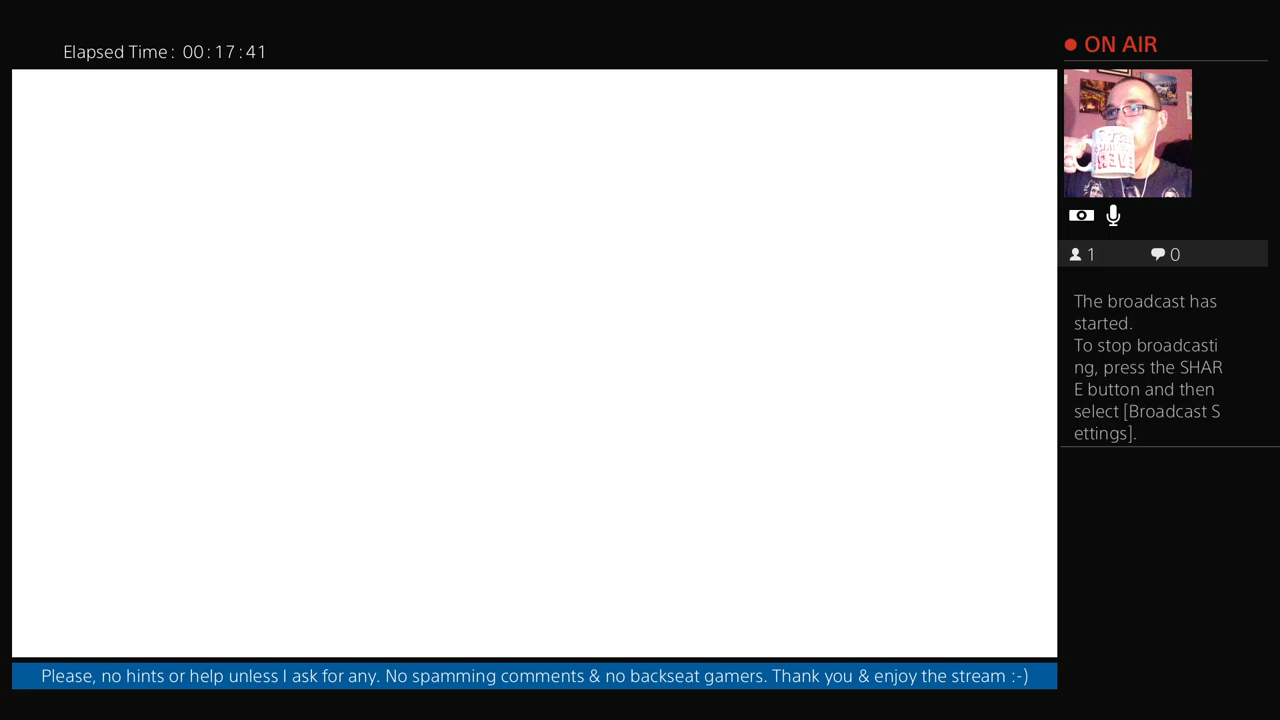 Elapsed Time: 00:17:41
ON AIR
1
0
The broadcast has
started.
To stop broadcasti
ng, press the SHAR
E button and then
select [Broadcast S
ettings].
Please, no hints or help unless I ask for any. No spamming comments & no backseat gamers. Thank you & enjoy the stream :-)